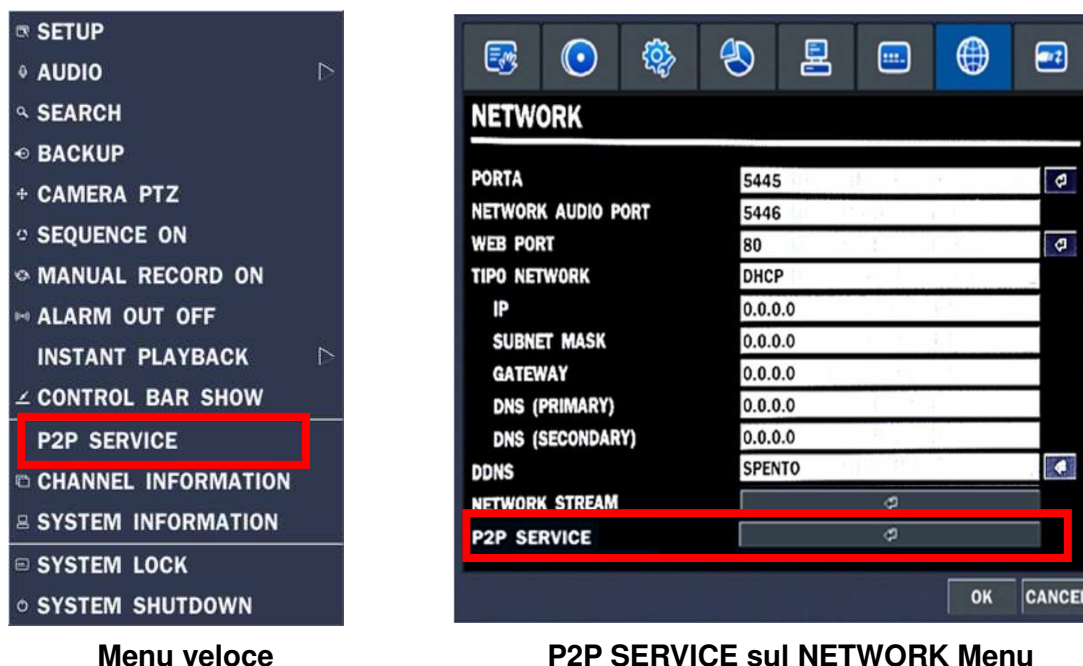 SETUP
AUDIO
SEARCH
BACKUP
CAMERA PTZ
SEQUENCE ON
MANUAL RECORD ON
ALARM OUT OFF
INSTANT PLAYBACK
CONTROL BAR SHOW
P2P SERVICE
CHANNEL INFORMATION
SYSTEM INFORMATION
SYSTEM LOCK
SYSTEM SHUTDOWN
Menu veloce
NETWORK
PORTA 5445
NETWORK AUDIO PORT 5446
WEB PORT 80
TIPO NETWORK DHCP
IP 0.0.0.0
SUBNET MASK 0.0.0.0
GATEWAY 0.0.0.0
DNS (PRIMARY) 0.0.0.0
DNS (SECONDARY) 0.0.0.0
DDNS SPENTO
NETWORK STREAM
P2P SERVICE
OK CANCEL
P2P SERVICE sul NETWORK Menu